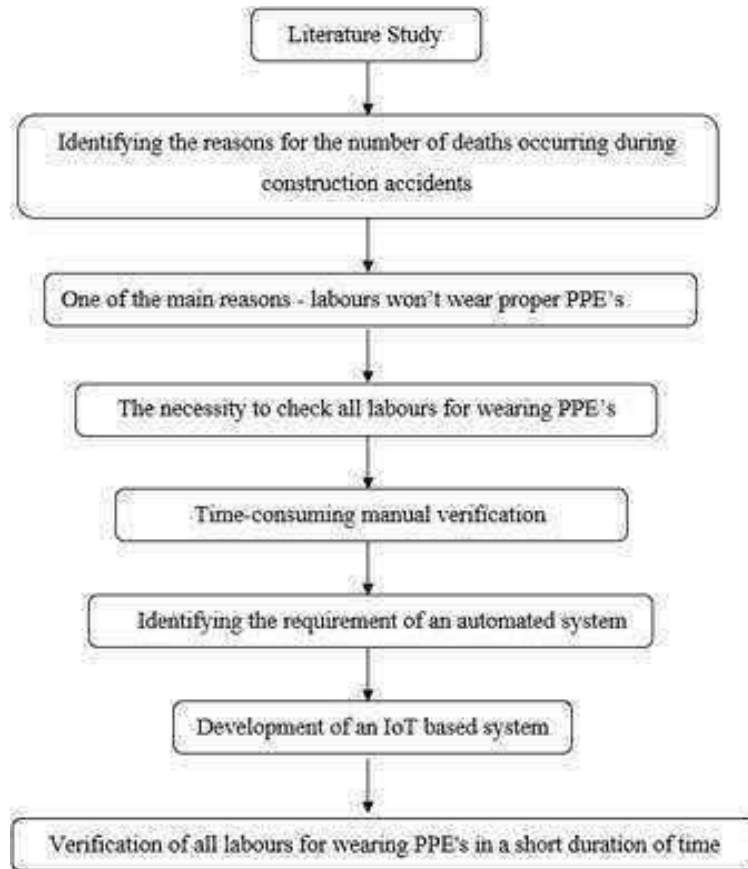 Literature Study
Identifying the reasons for the number of deaths occurring during
construction accidents
One of the main reasons - labours won't wear proper PPE's
The necessity to check all labours for wearing PPE's
Time-consuming manual verification
Identifying the requirement of an automated system
Development of an IoT based system
Verification of all labours for wearing PPE's in a short duration of time